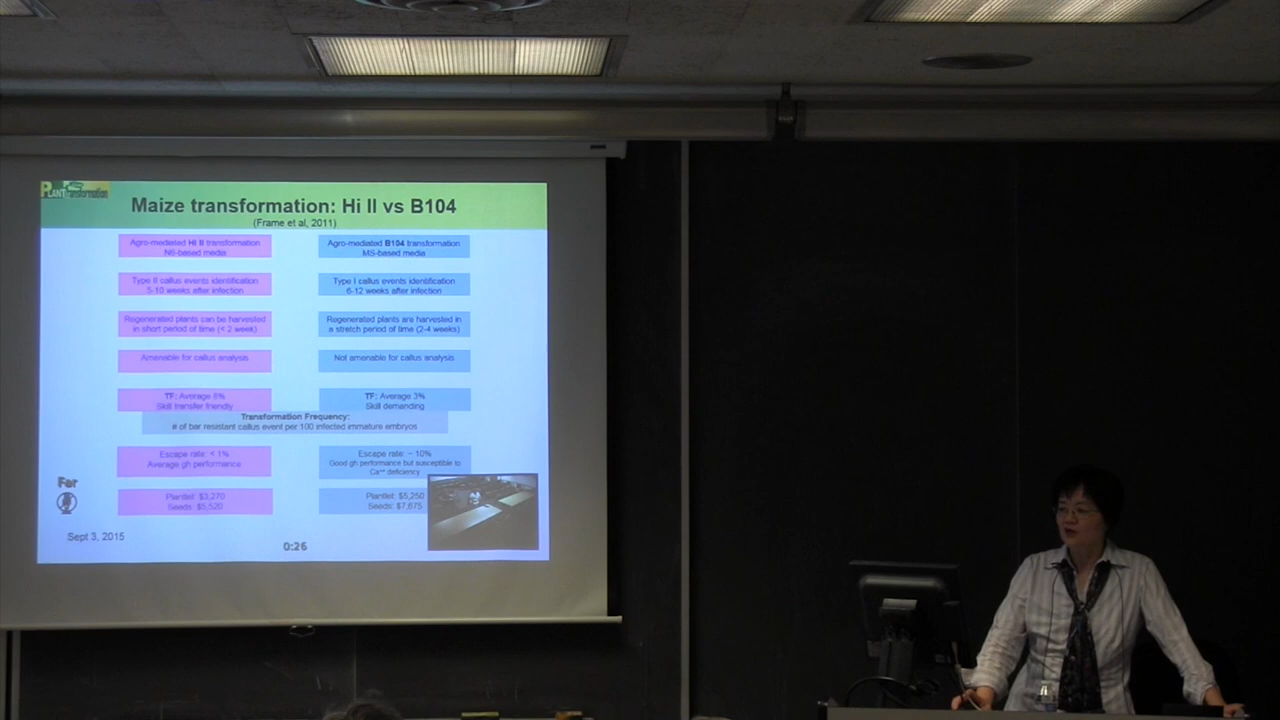 PLANT transformation
Maize transformation: Hi II vs B104
(Frame et al, 2011)
Agro-mediated Hi II transformation
N6-based media
Agro-mediated B104 transformation
MS-based media
Type II callus events identification
5-10 weeks after infection
Type I callus events identification
6-12 weeks after infection
Regenerated plants can be harvested
in short period of time (< 2 week)
Regenerated plants are harvested in
a stretch period of time (2-4 weeks)
Amenable for callus analysis
Not amenable for callus analysis
TF: Average 8%
Skill transfer friendly
TF: Average 3%
Skill demanding
Transformation Frequency:
# of bar resistant callus event per 100 infected immature embryos
Escape rate: < 1%
Average gh performance
Escape rate: ~ 10%
Good gh performance but susceptible to
Ca++ deficiency
Plantlet: $3,270
Seeds: $5,520
Plantlet: $5,250
Seeds: $7,675
For
Sept 3, 2015
0:26